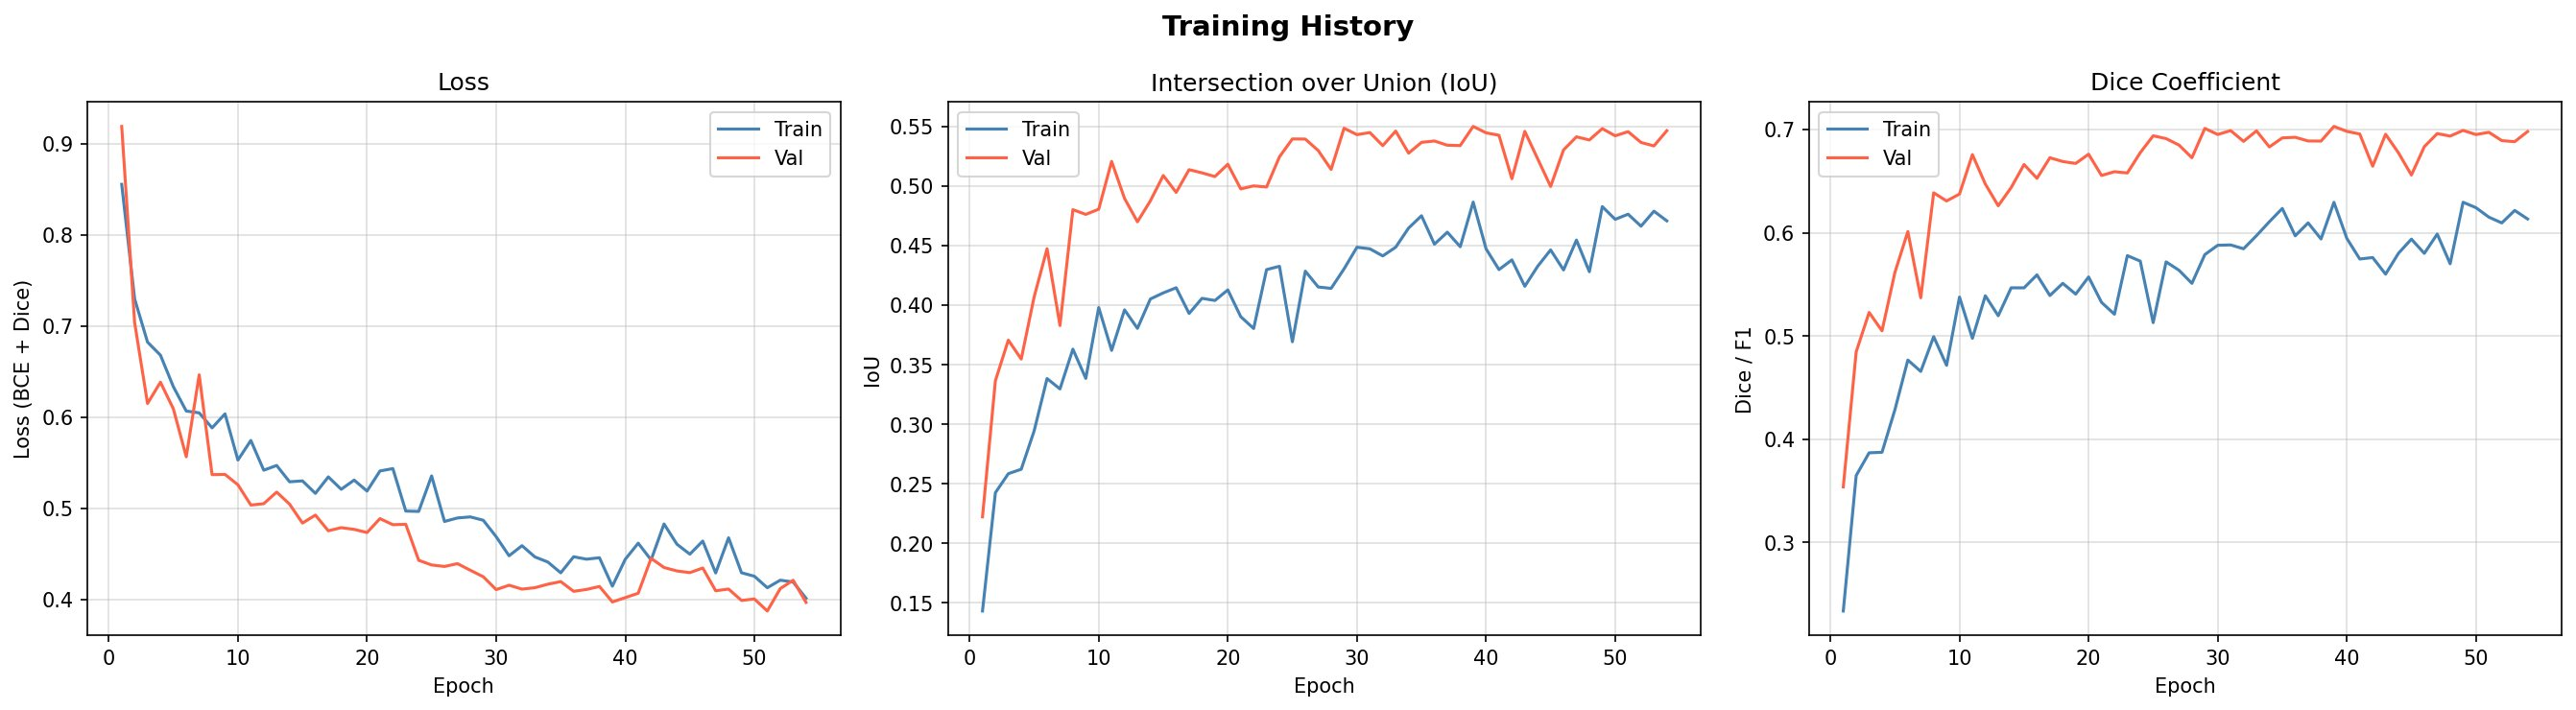 Training History
Loss
Loss (BCE + Dice)
0.9
0.8
0.7
0.6
0.5
0.4
Train
Val
0 10 20 30 40 50
Epoch
Intersection over Union (IoU)
IoU
0.55
0.50
0.45
0.40
0.35
0.30
0.25
0.20
0.15
Train
Val
0 10 20 30 40 50
Epoch
Dice Coefficient
Dice / F1
0.7
0.6
0.5
0.4
0.3
Train
Val
0 10 20 30 40 50
Epoch